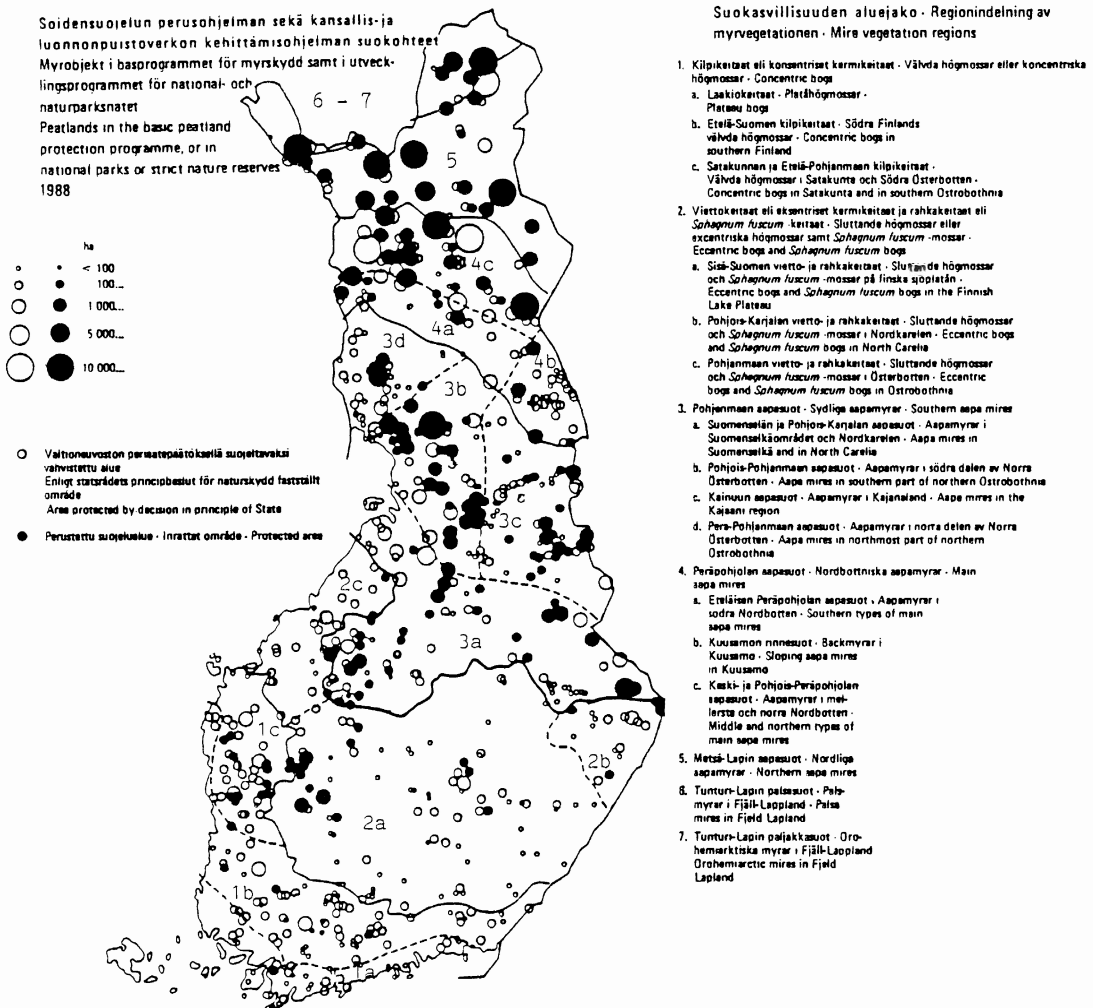 Soidensuojelun perusohjelman sekä kansallis-ja
luonnonpuistoverkon kehittämisohjelman suokohteet
Myrobjekt i basprogrammet för myrskydd samt i utveck-
lingsprogrammet för national- och
naturparksnatet
Peatlands in the basic peatland
protection programme, or in
national parks or strict nature reserves
1988
ha
< 100
100...
1 000...
5 000...
10 000...
Valtioneuvoston periaatepäätöksellä suojeltavaksi
vahvistettu alue
Enligt statsrådets principbeslut för naturskydd fastställt
område
Area protected by decision in principle of State
Perustettu suojelualue · Inrättat område · Protected area
6 - 7
5
4c
4a
3d
4b
3b
3c
2c
3a
1c
2b
2a
1b
1a
Suokasvillisuuden aluejako · Regionindelning av
myrvegetationen · Mire vegetation regions
1. Kilpikeitaat eli konsentriset kermikeitaat · Välvda högmossar eller koncentriska
högmossar · Concentric bogs
a. Laakiokeitaat · Platåhögmossar ·
Plateau bogs
b. Etelä-Suomen kilpikeitaat · Södra Finlands
välvda högmossar · Concentric bogs in
southern Finland
c. Satakunnan ja Etelä-Pohjanmaan kilpikeitaat ·
Välvda högmossar i Satakunta och Södra Österbotten ·
Concentric bogs in Satakunta and in southern Ostrobothnia
2. Viettokeitaat eli eksentriset kermikeitaat ja rahkakeitaat eli
Sphagnum fuscum -keitaat · Sluttande högmossar eller
excentriska högmossar samt Sphagnum fuscum -mossar ·
Eccentric bogs and Sphagnum fuscum bogs
a. Sisä-Suomen vietto- ja rahkakeitaat · Sluttande högmossar
och Sphagnum fuscum -mossar på finska sjöplatån ·
Eccentric bogs and Sphagnum fuscum bogs in the Finnish
Lake Plateau
b. Pohjois-Karjalan vietto- ja rahkakeitaat · Sluttande högmossar
och Sphagnum fuscum -mossar i Nordkarelen · Eccentric bogs
and Sphagnum fuscum bogs in North Carelia
c. Pohjanmaan vietto- ja rahkakeitaat · Sluttande högmossar
och Sphagnum fuscum -mossar i Österbotten · Eccentric
bogs and Sphagnum fuscum bogs in Ostrobothnia
3. Pohjanmaan aapasuot · Sydliga aapamyrar · Southern aapa mires
a. Suomenselän ja Pohjois-Karjalan aapasuot · Aapamyrar i
Suomenselkäområdet och Nordkarelen · Aapa mires in
Suomenselkä and in North Carelia
b. Pohjois-Pohjanmaan aapasuot · Aapamyrar i södra delen av Norra
Österbotten · Aapa mires in southern part of northern Ostrobothnia
c. Kainuun aapasuot · Aapamyrar i Kajanaland · Aapa mires in the
Kajaani region
d. Perä-Pohjanmaan aapasuot · Aapamyrar i norra delen av Norra
Österbotten · Aapa mires in northmost part of northern
Ostrobothnia
4. Peräpohjolan aapasuot · Nordbottniska aapamyrar · Main
aapa mires
a. Eteläisen Peräpohjolan aapasuot · Aapamyrar i
södra Nordbotten · Southern types of main
aapa mires
b. Kuusamon rinnesuot · Backmyrar i
Kuusamo · Sloping aapa mires
in Kuusamo
c. Keski- ja Pohjois-Peräpohjolan
aapasuot · Aapamyrar i mel-
lersta och norra Nordbotten ·
Middle and northern types of
main aapa mires
5. Metsä-Lapin aapasuot · Nordliga
aapamyrar · Northern aapa mires
6. Tunturi-Lapin palsasuot · Pals-
myrar i Fjäll-Lappland · Palsa
mires in Fjeld Lapland
7. Tunturi-Lapin paljakkasuot · Oro-
hemiarktiska myrar i Fjäll-Lappland
Orohemiarctic mires in Fjeld
Lapland